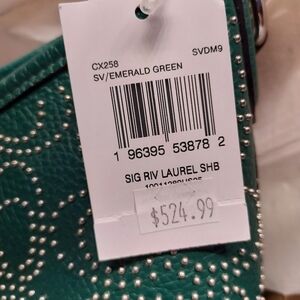 CX258 SVDM9
SV/EMERALD GREEN
1 96395 53878 2
SIG RIV LAUREL SHB
$524.99